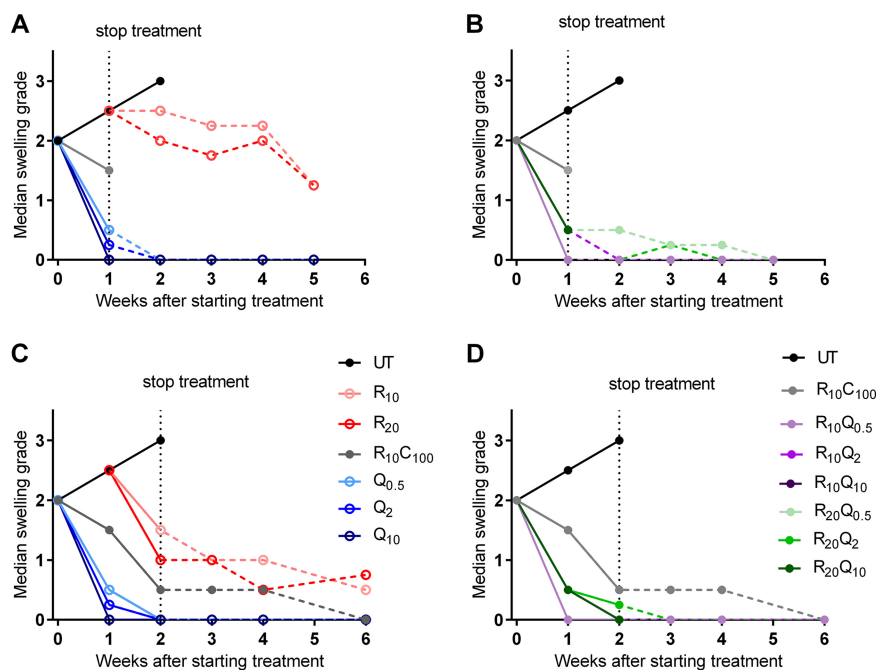 A
stop treatment
Median swelling grade
3
2
1
0
0 1 2 3 4 5 6
Weeks after starting treatment
B
stop treatment
Median swelling grade
3
2
1
0
0 1 2 3 4 5 6
Weeks after starting treatment
C
stop treatment
Median swelling grade
3
2
1
0
0 1 2 3 4 5 6
Weeks after starting treatment
UT
R10
R20
R10C100
Q0.5
Q2
Q10
D
stop treatment
Median swelling grade
3
2
1
0
0 1 2 3 4 5 6
Weeks after starting treatment
UT
R10C100
R10Q0.5
R10Q2
R10Q10
R20Q0.5
R20Q2
R20Q10